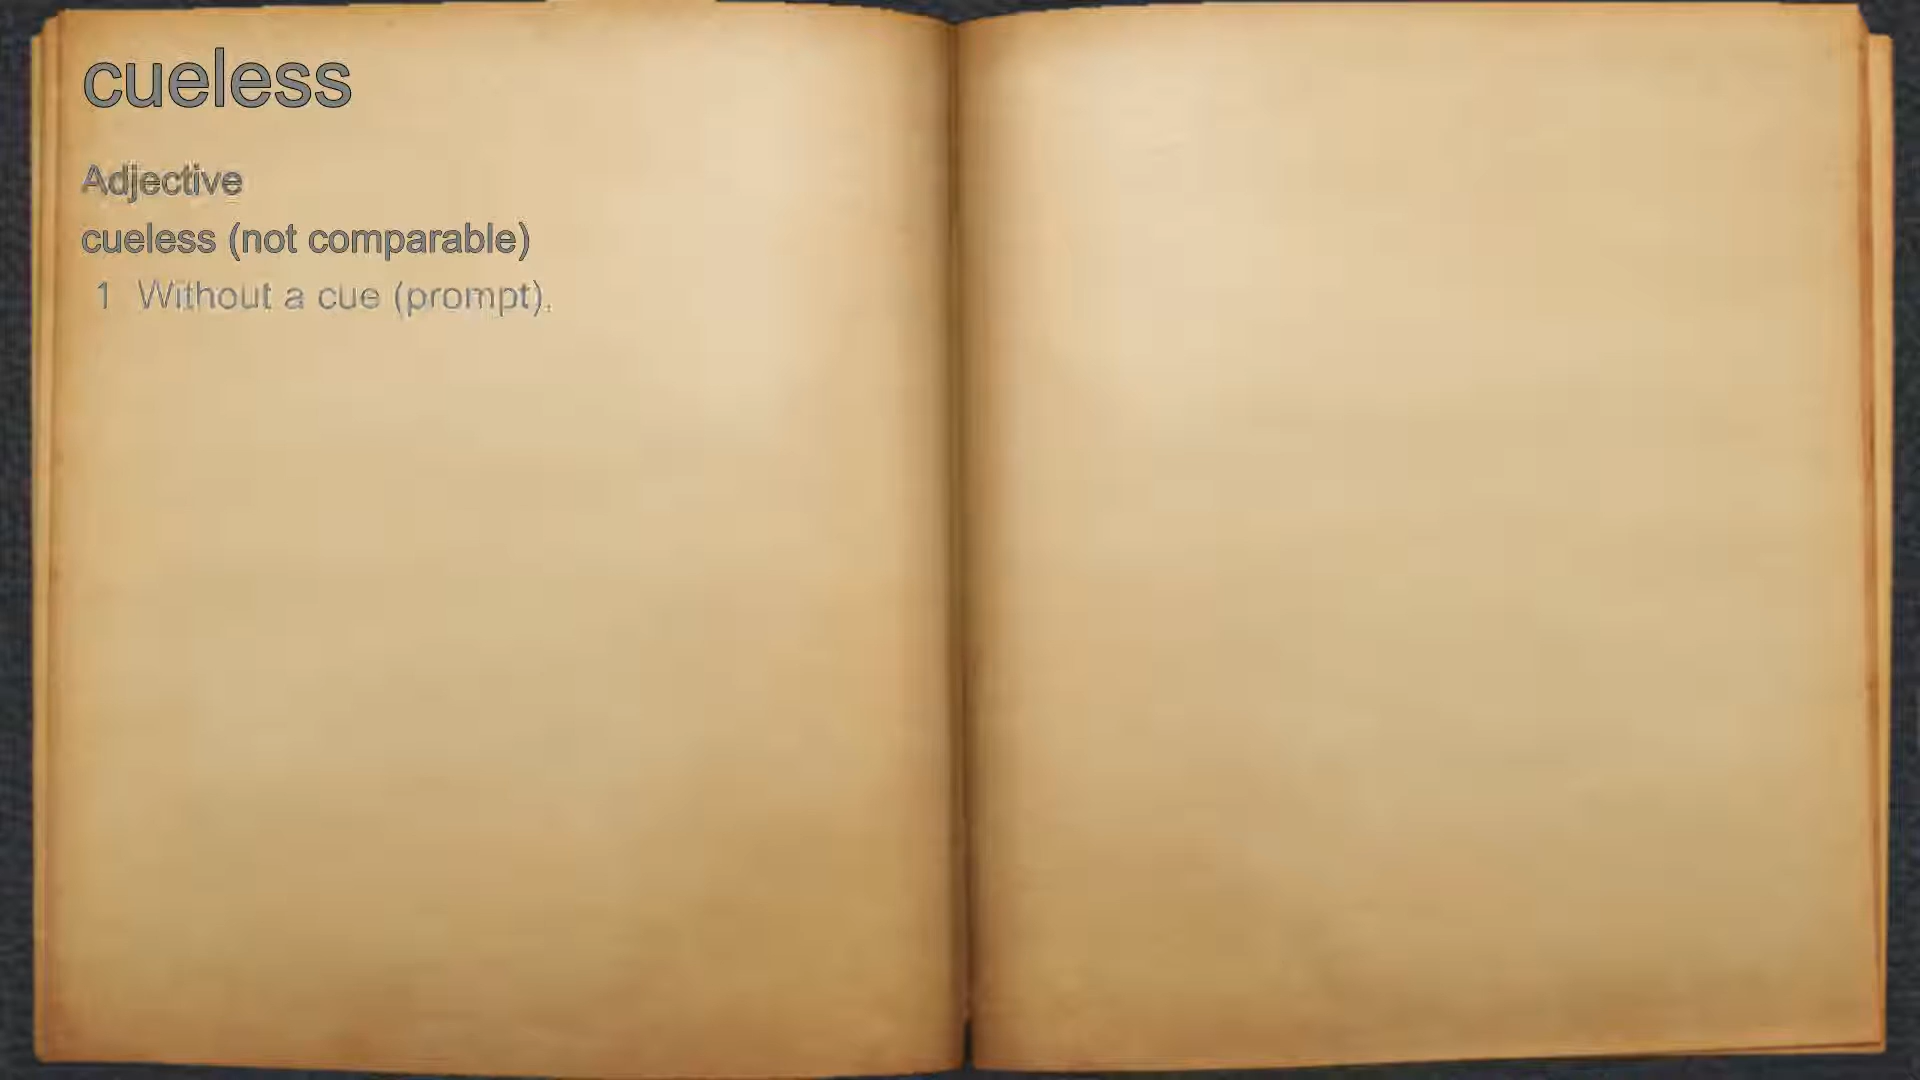 cueless
Adjective
cueless (not comparable)
1 Without a cue (prompt).